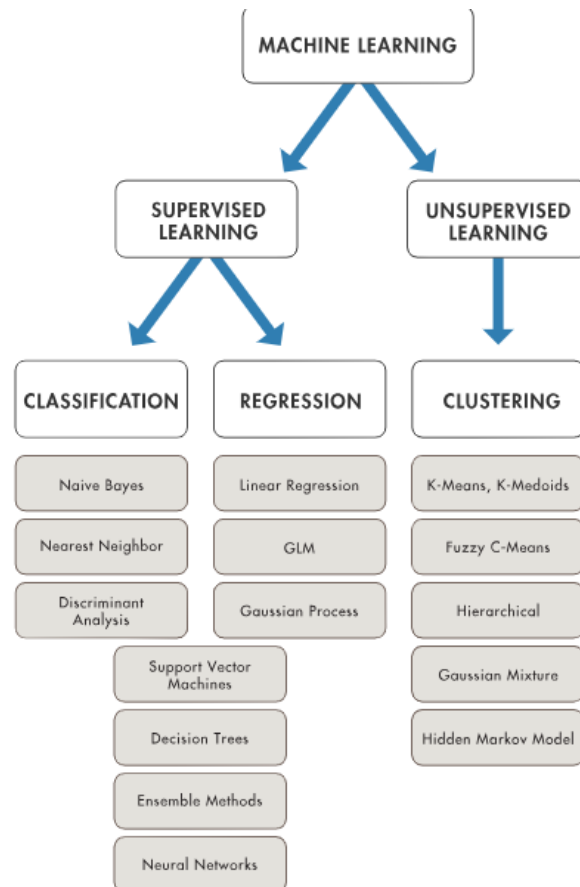 MACHINE LEARNING
SUPERVISED
LEARNING
UNSUPERVISED
LEARNING
CLASSIFICATION
REGRESSION
CLUSTERING
Naive Bayes
Linear Regression
K-Means, K-Medoids
Nearest Neighbor
GLM
Fuzzy C-Means
Discriminant
Analysis
Gaussian Process
Hierarchical
Support Vector
Machines
Gaussian Mixture
Decision Trees
Hidden Markov Model
Ensemble Methods
Neural Networks